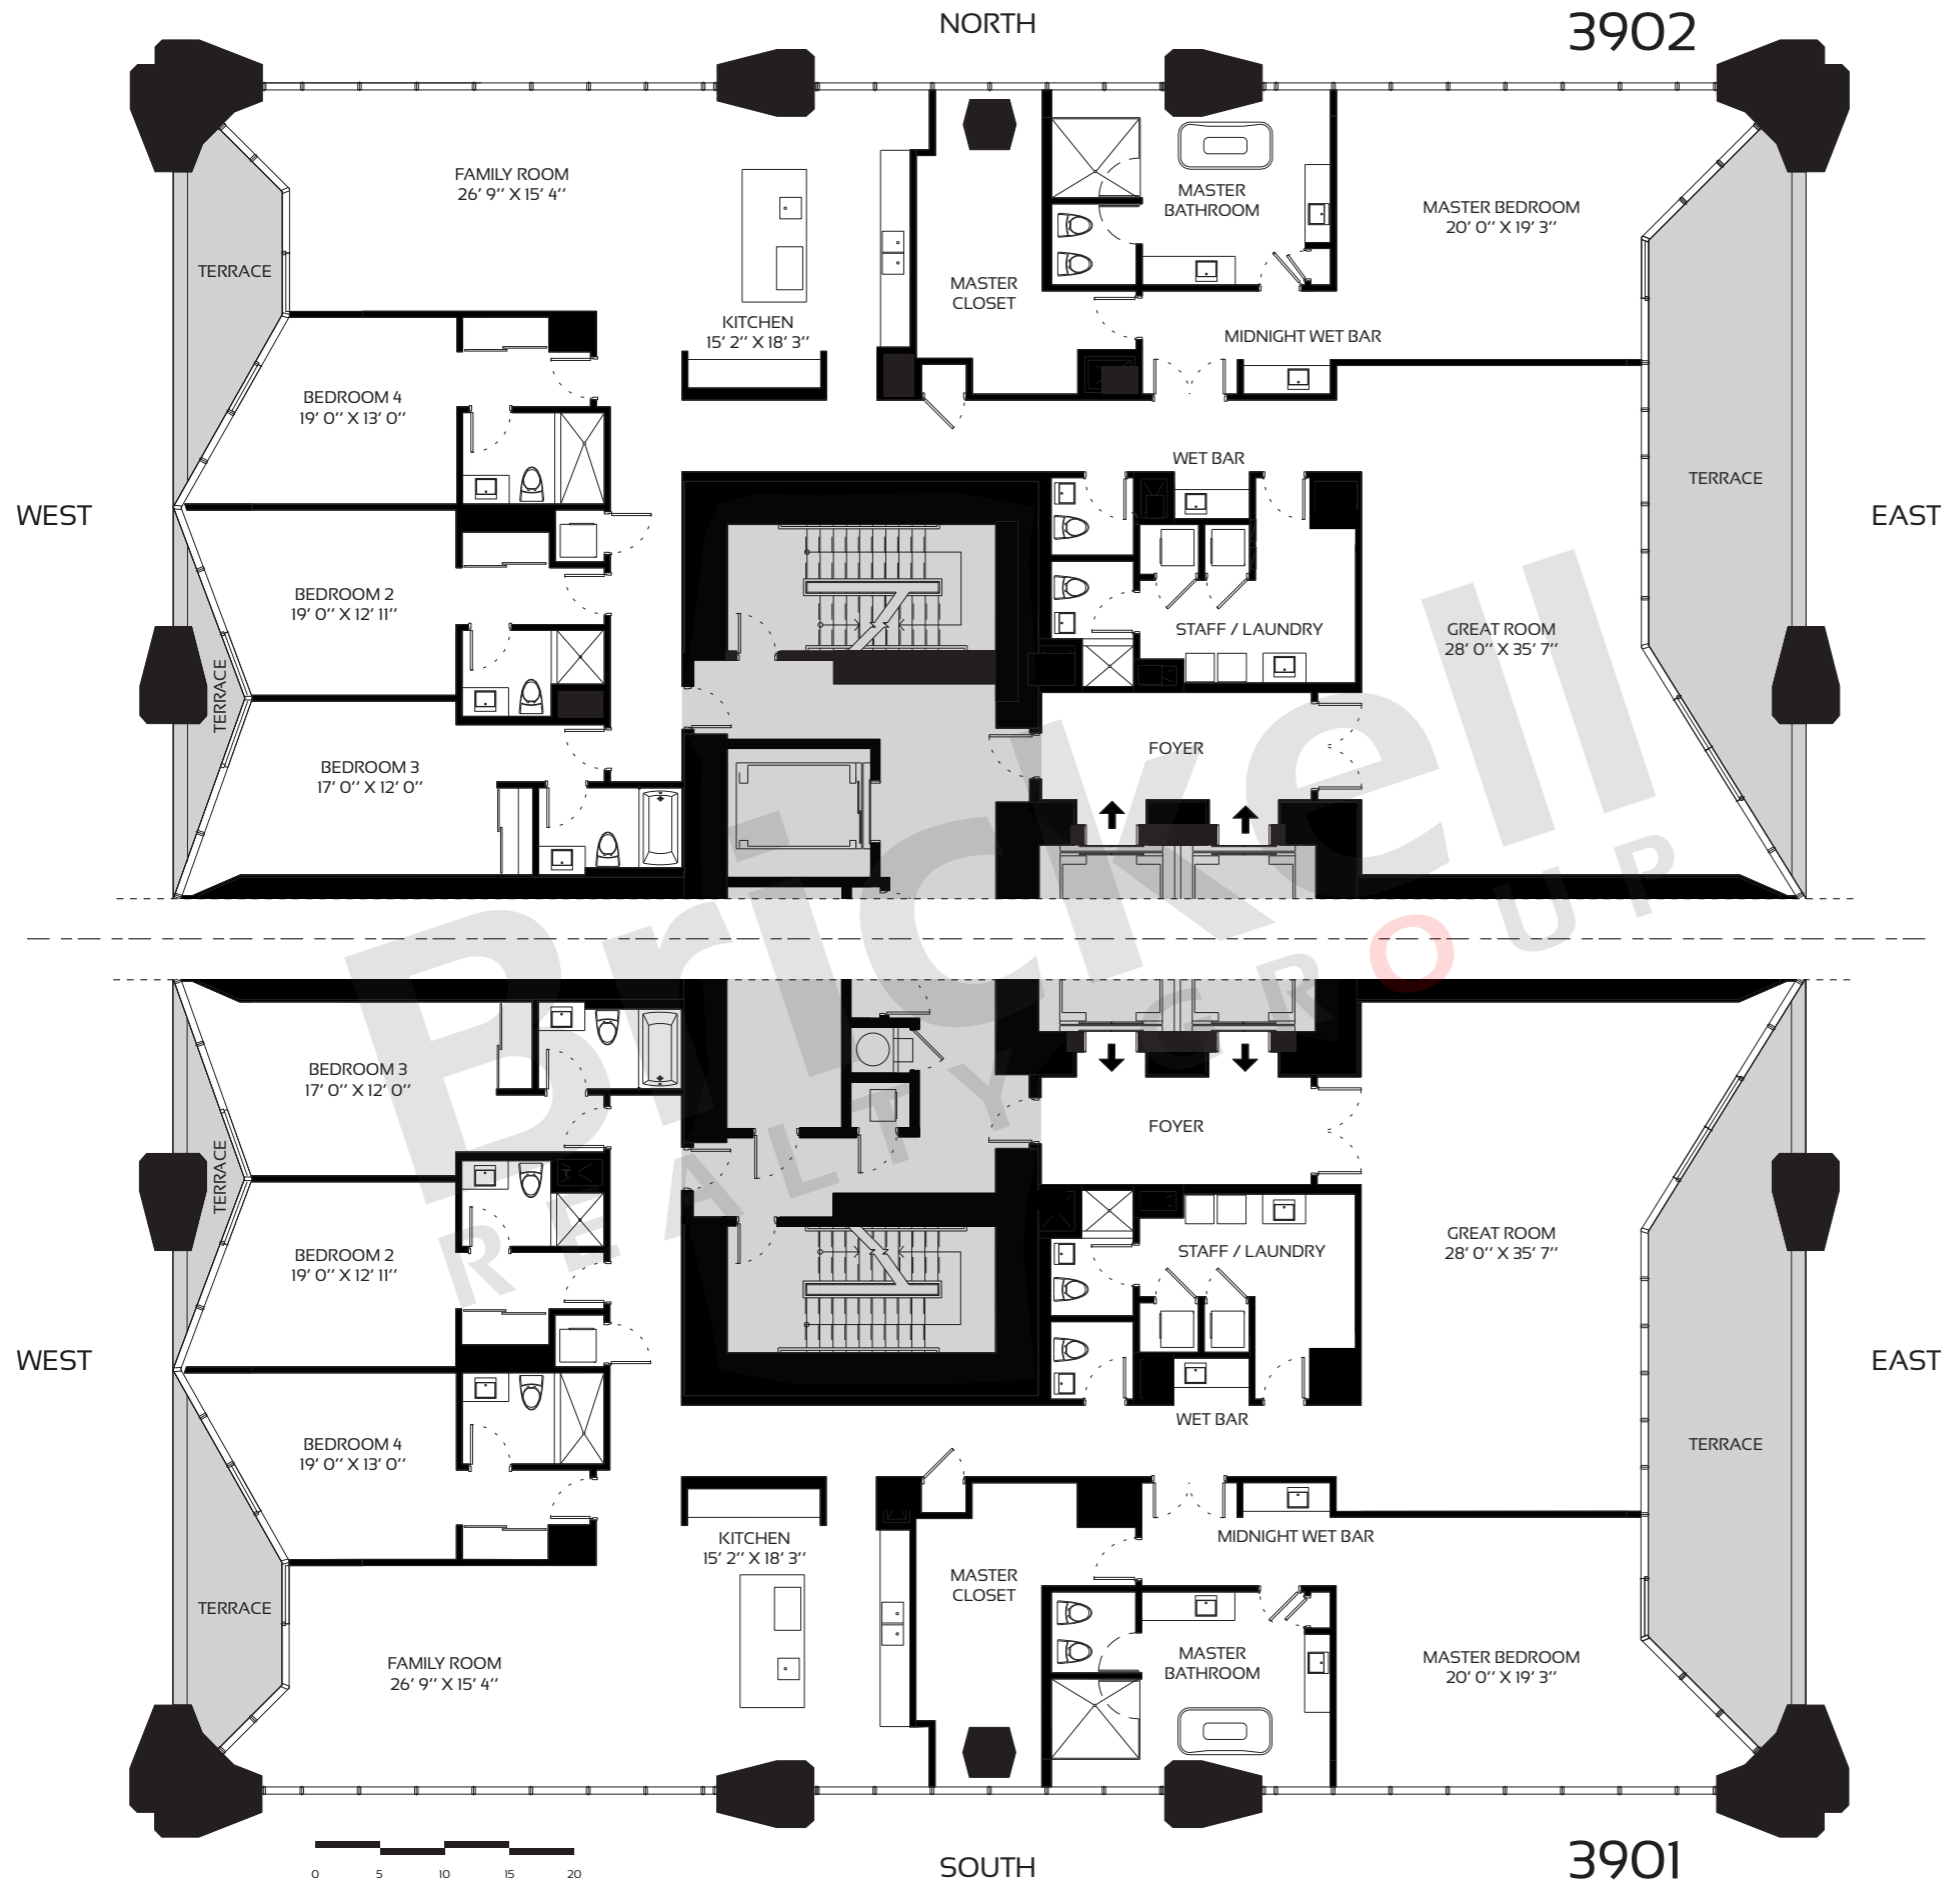 NORTH
3902
FAMILY ROOM
26' 9'' X 15' 4''
TERRACE
KITCHEN
15' 2'' X 18' 3''
MASTER
CLOSET
MASTER
BATHROOM
MASTER BEDROOM
20' 0'' X 19' 3''
MIDNIGHT WET BAR
BEDROOM 4
19' 0'' X 13' 0''
WET BAR
TERRACE
WEST
EAST
BEDROOM 2
19' 0'' X 12' 11''
TERRACE
STAFF / LAUNDRY
GREAT ROOM
28' 0'' X 35' 7''
BEDROOM 3
17' 0'' X 12' 0''
FOYER
Brickell
REALTY GROUP
BEDROOM 3
17' 0'' X 12' 0''
FOYER
TERRACE
BEDROOM 2
19' 0'' X 12' 11''
STAFF / LAUNDRY
GREAT ROOM
28' 0'' X 35' 7''
WEST
EAST
WET BAR
BEDROOM 4
19' 0'' X 13' 0''
TERRACE
KITCHEN
15' 2'' X 18' 3''
MIDNIGHT WET BAR
MASTER
CLOSET
TERRACE
FAMILY ROOM
26' 9'' X 15' 4''
MASTER
BATHROOM
MASTER BEDROOM
20' 0'' X 19' 3''
0 5 10 15 20
SOUTH
3901